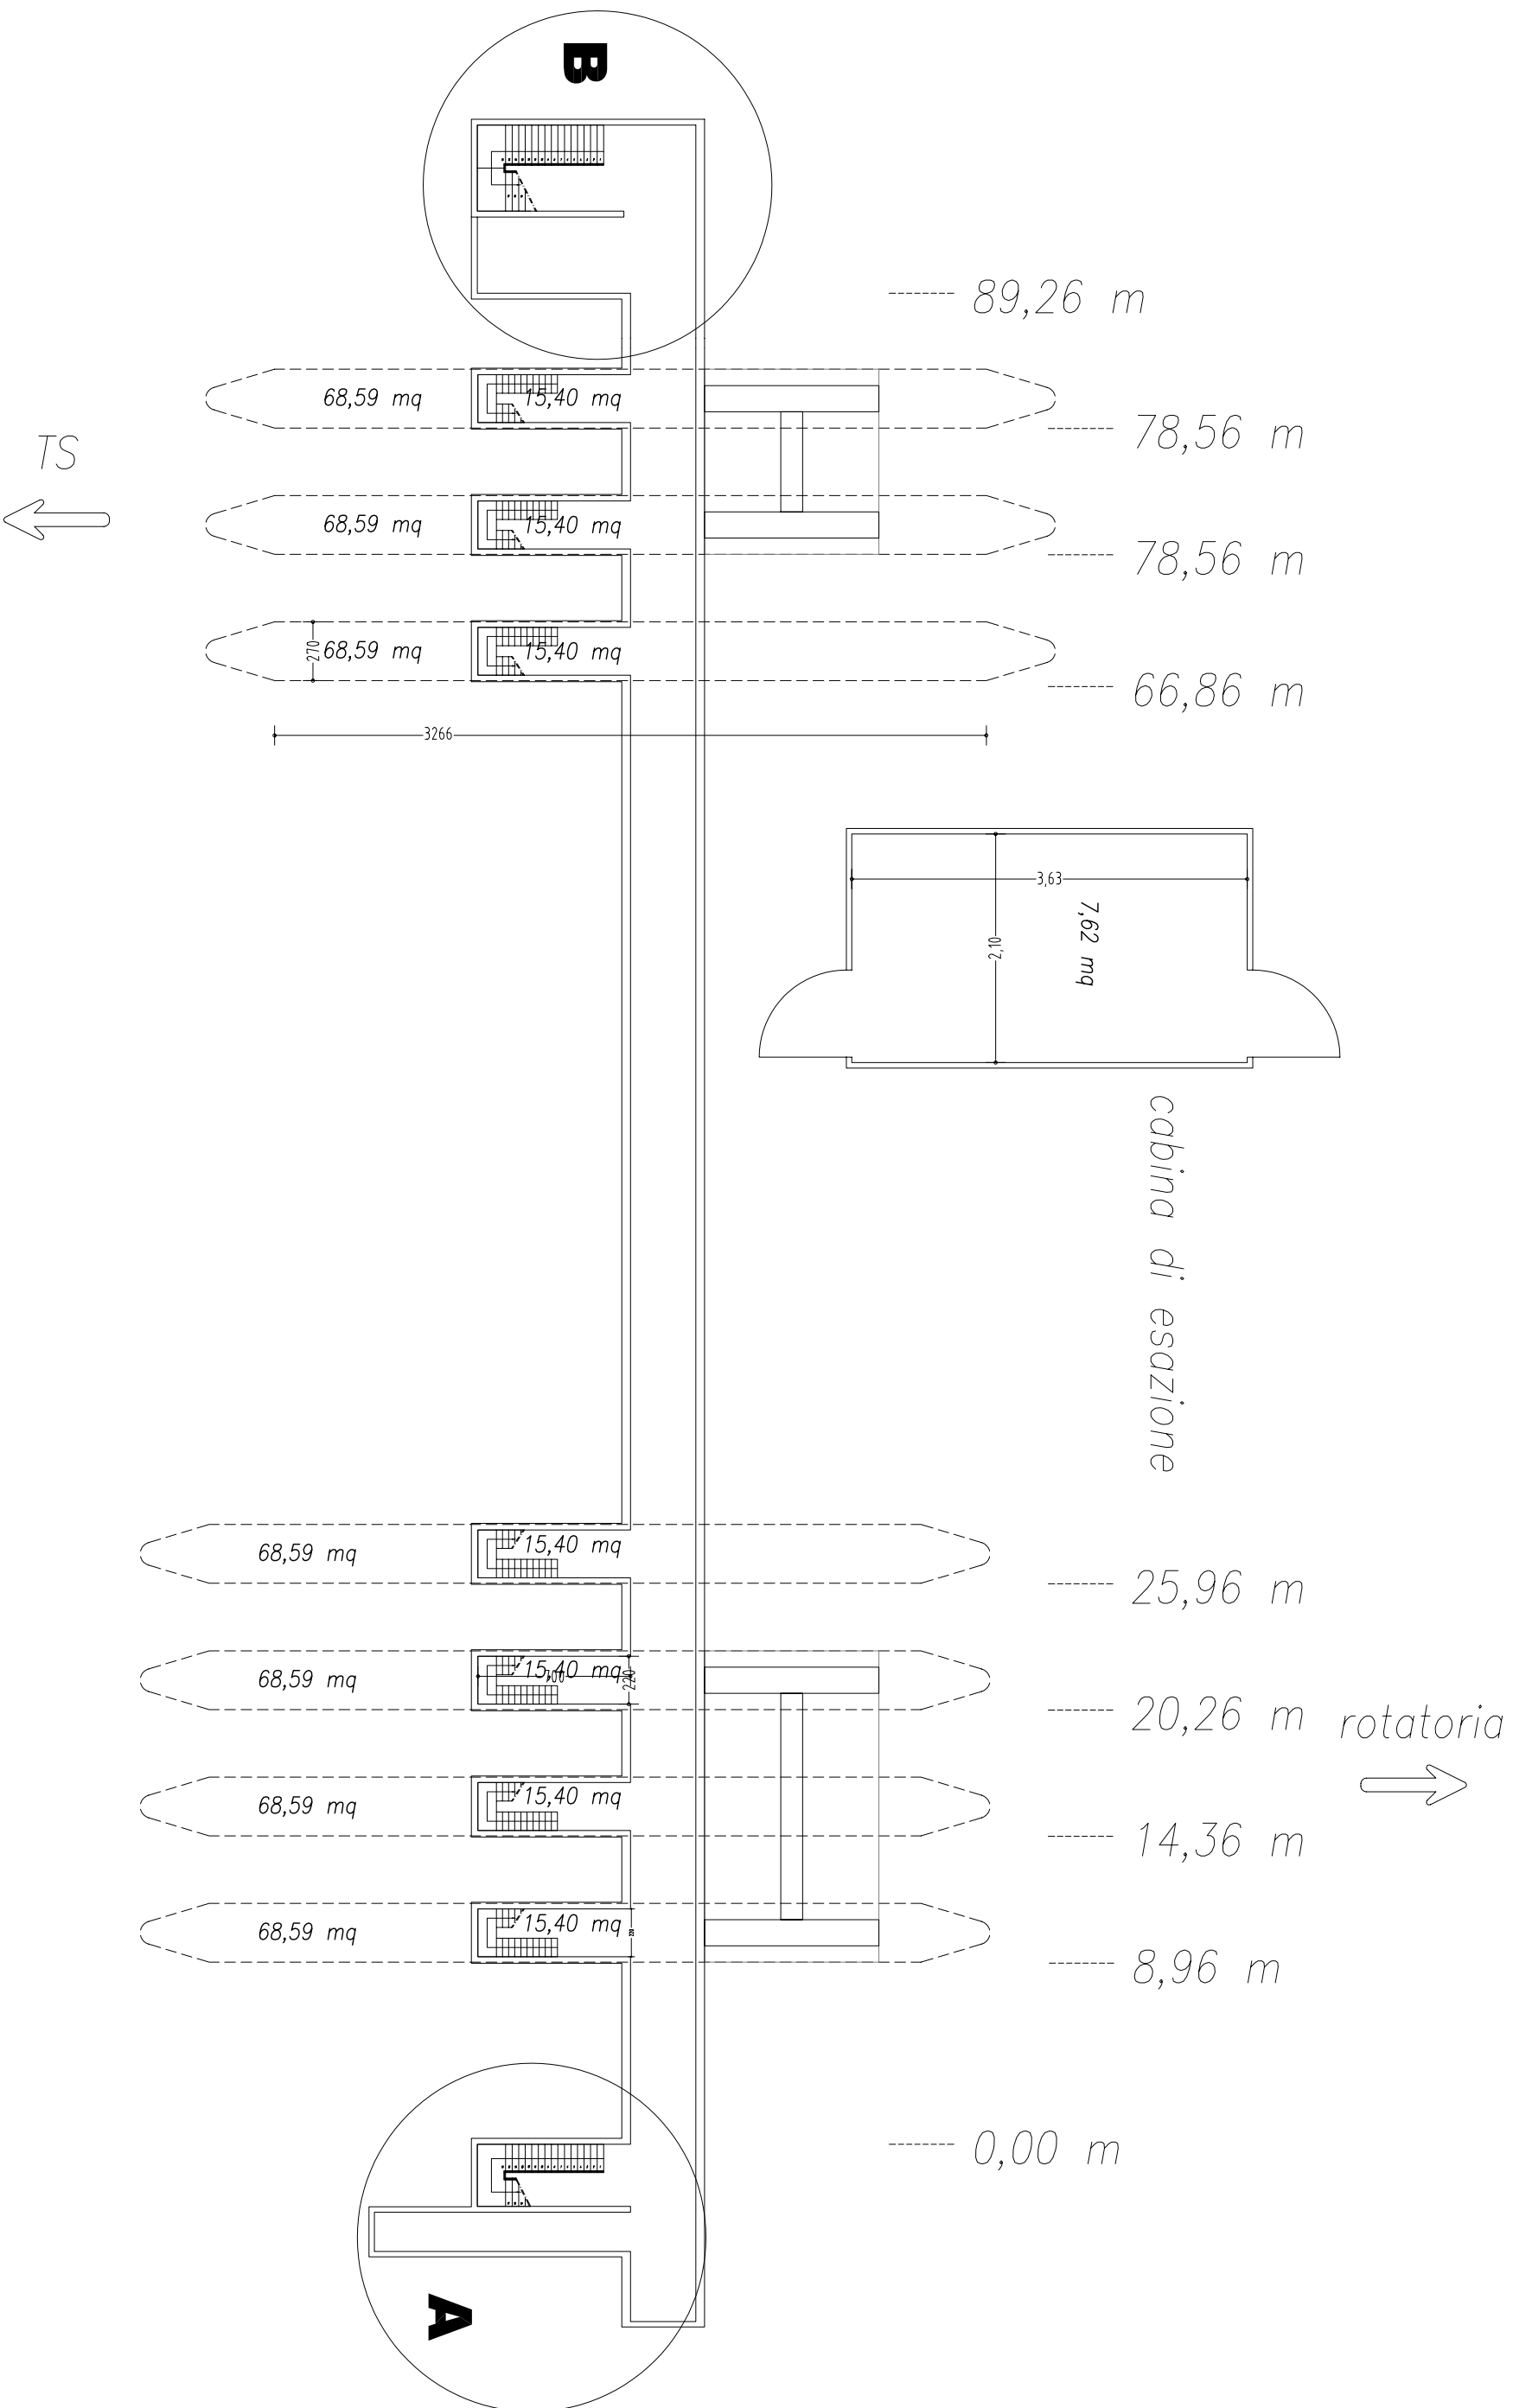 B
89,26 m
68,59 mq
15,40 mq
78,56 m
TS
68,59 mq
15,40 mq
78,56 m
270
68,59 mq
15,40 mq
66,86 m
3266
3,63
7,62 mq
2,10
cabina di esazione
68,59 mq
15,40 mq
25,96 m
68,59 mq
15,40 mq
220
20,26 m
rotatoria
68,59 mq
15,40 mq
14,36 m
68,59 mq
15,40 mq
220
8,96 m
0,00 m
A